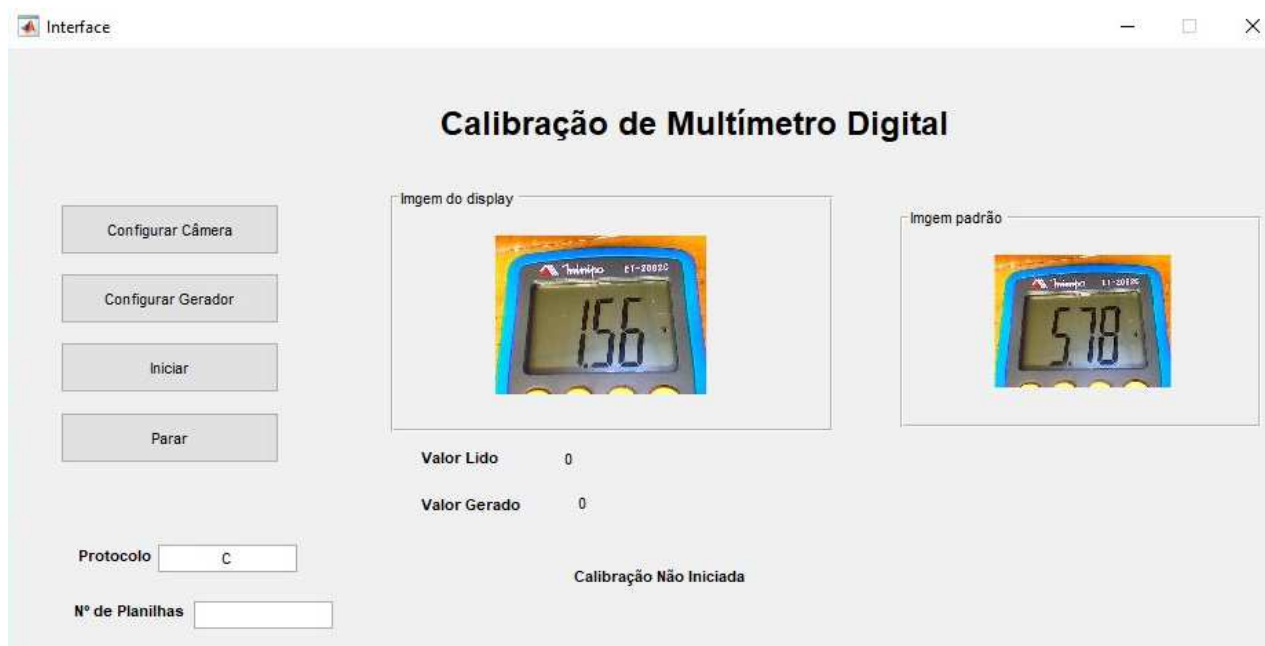 Interface
Calibração de Multímetro Digital
Configurar Câmera
Configurar Gerador
Iniciar
Parar
Imgem do display
1.56
Imgem padrão
5.78
Valor Lido 0
Valor Gerado 0
Protocolo C
Calibração Não Iniciada
Nº de Planilhas